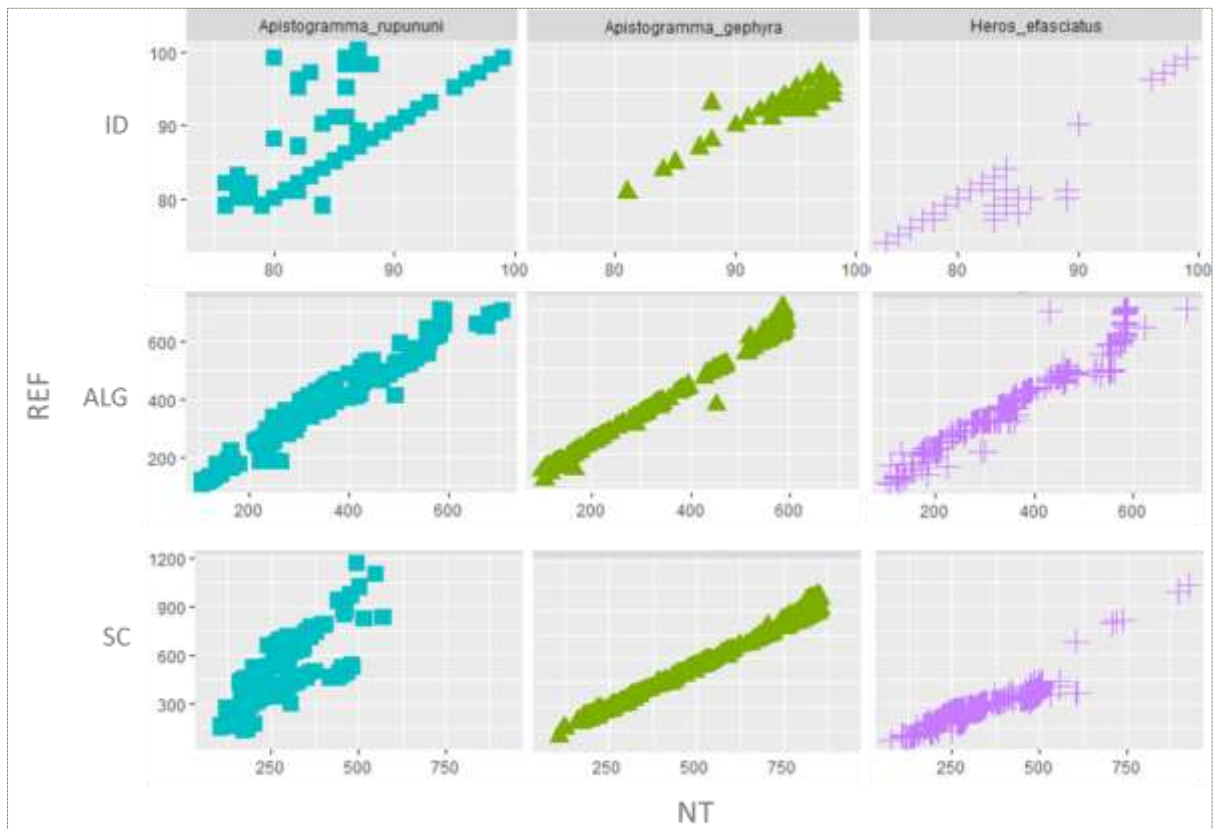 Apistogramma_rupununi Apistogramma_gephyra Heros_efasciatus
100
90
80
ID
80 90 100 80 90 100 80 90 100
600
400
200
ALG
REF
200 400 600 200 400 600 200 400 600
1200
900
600
300
SC
250 500 750 250 500 750 250 500 750
NT